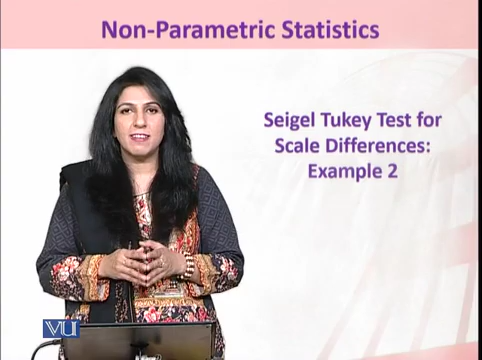 Non-Parametric Statistics
Seigel Tukey Test for
Scale Differences:
Example 2
VU